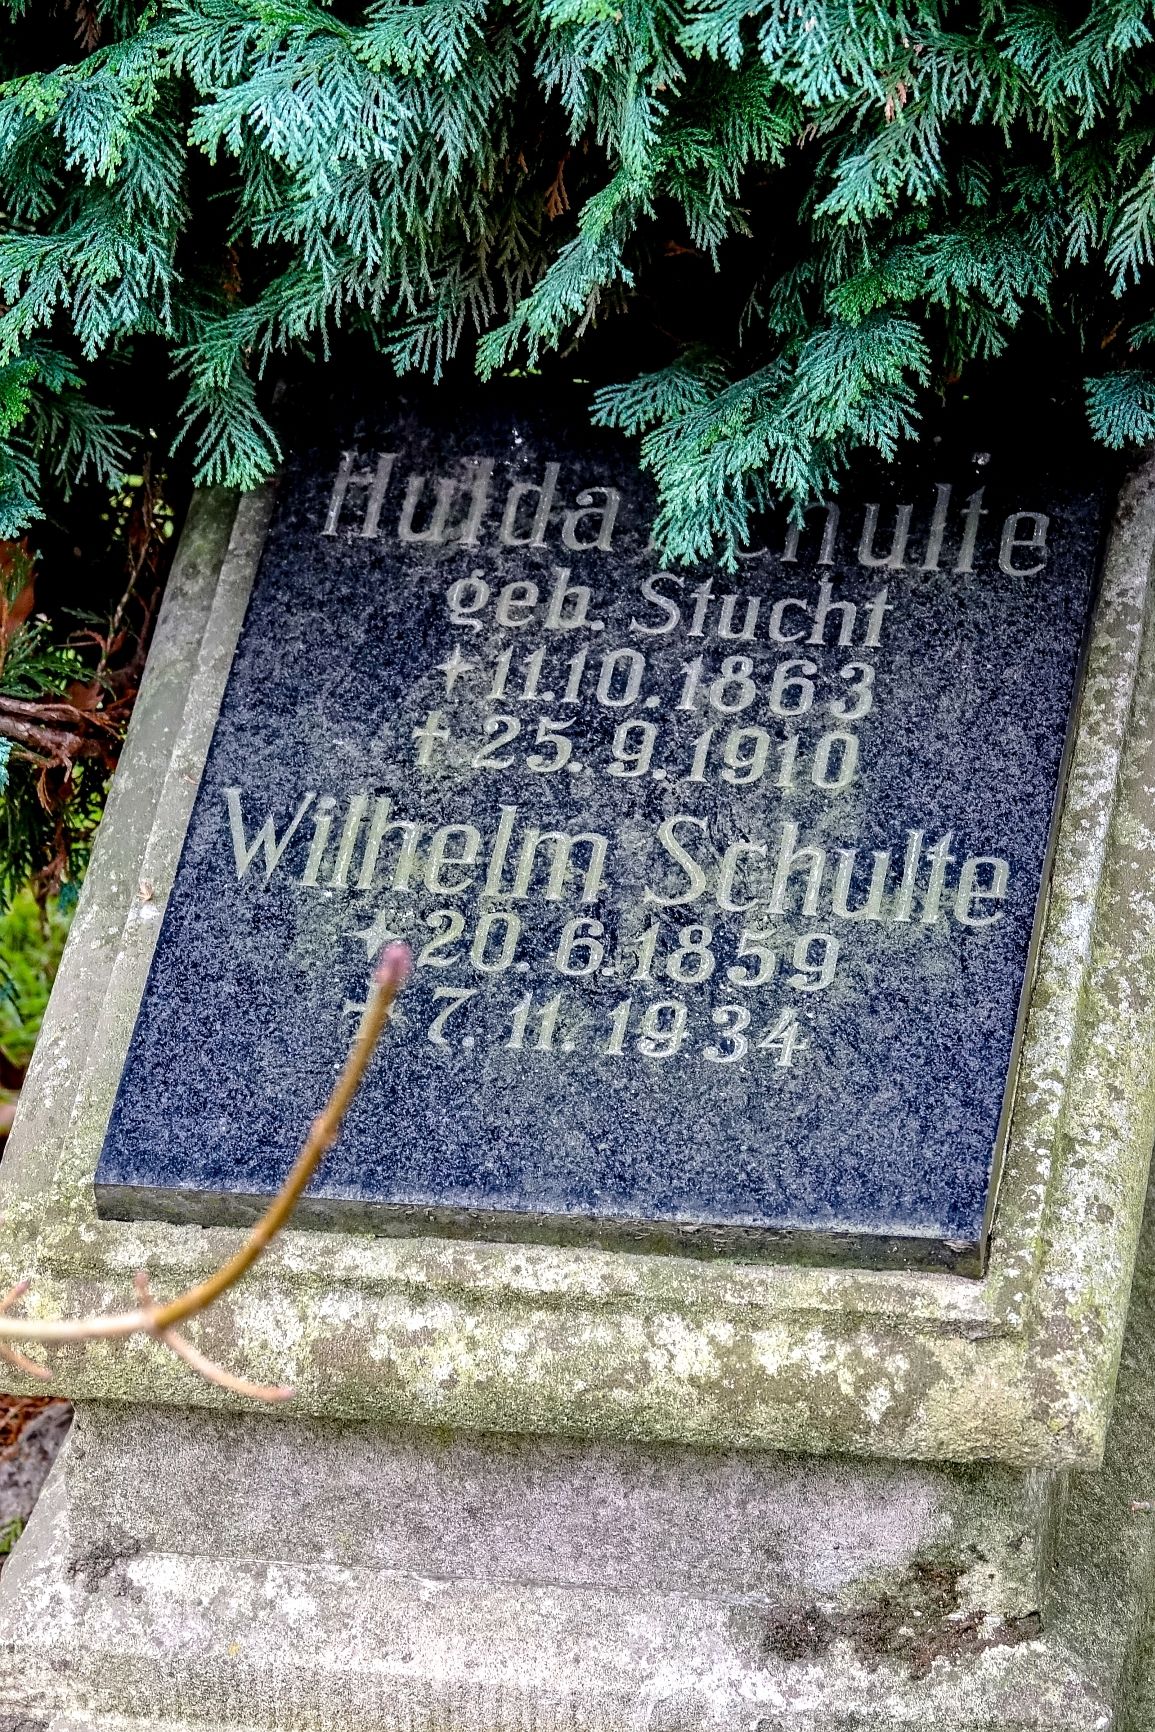 Hulda Schulte
geb. Stucht
* 11.10.1863
† 25.9.1910
Wilhelm Schulte
* 20.6.1859
† 7.11.1934